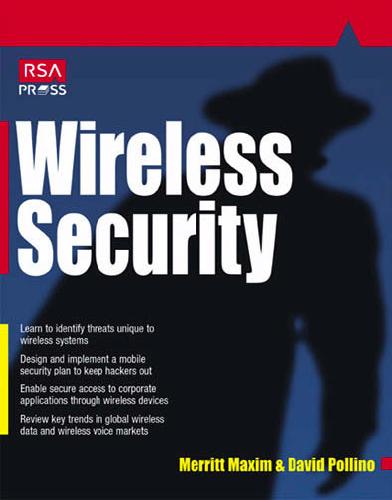 RSA
PRESS
Wireless
Security
Learn to identify threats unique to
wireless systems
Design and implement a mobile
security plan to keep hackers out
Enable secure access to corporate
applications through wireless devices
Review key trends in global wireless
data and wireless voice markets
Merritt Maxim & David Pollino